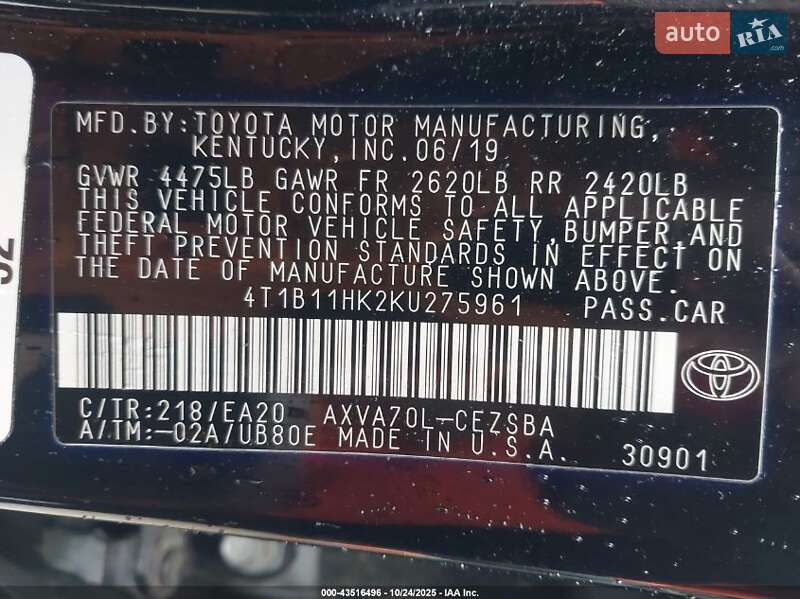 auto RIA
.com
32
MFD.BY:TOYOTA MOTOR MANUFACTURING,
KENTUCKY,INC.06/19
GVWR 4475LB GAWR FR 2620LB RR 2420LB
THIS VEHICLE CONFORMS TO ALL APPLICABLE
FEDERAL MOTOR VEHICLE SAFETY,BUMPER,AND
THEFT PREVENTION STANDARDS IN EFFECT ON
THE DATE OF MANUFACTURE SHOWN ABOVE.
4T1B11HK2KU275961 PASS.CAR
C/TR:218/EA20 AXVA70L-CEZSBA
A/TM:-02A/UB80E MADE IN U.S.A. 30901
000-43516496 - 10/24/2025 - IAA Inc.